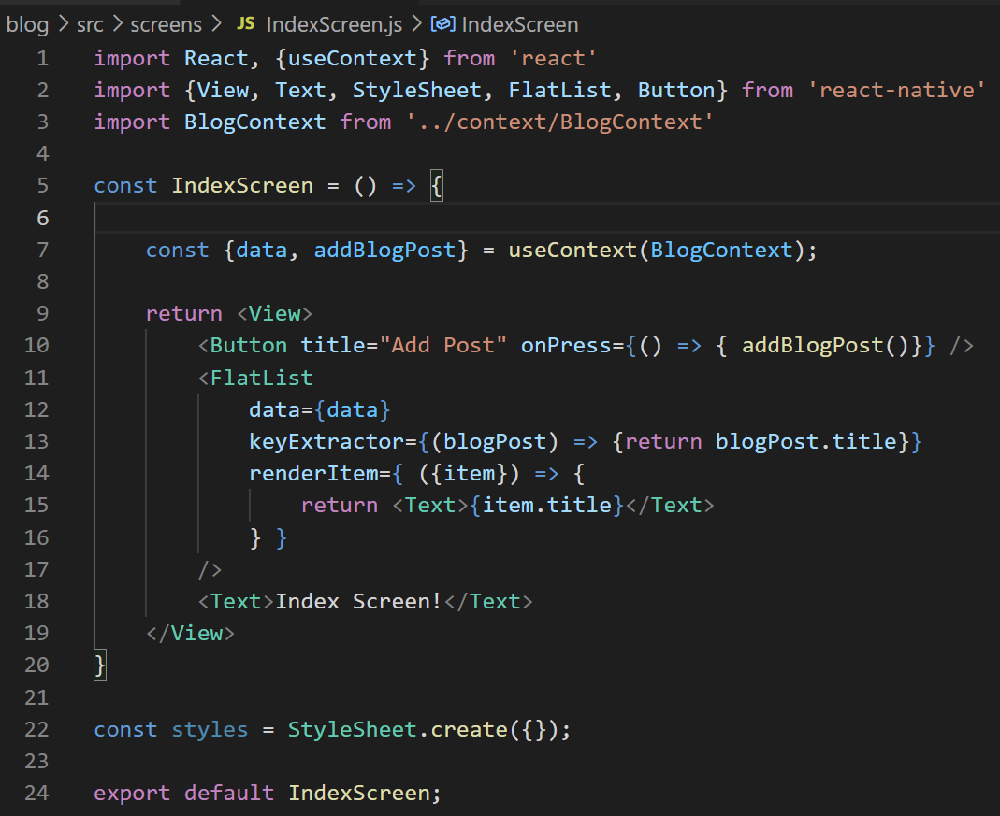 blog > src > screens > JS IndexScreen.js > IndexScreen
1 import React, {useContext} from 'react'
2 import {View, Text, StyleSheet, FlatList, Button} from 'react-native'
3 import BlogContext from '../context/BlogContext'
4
5 const IndexScreen = () => {
6
7     const {data, addBlogPost} = useContext(BlogContext);
8
9     return <View>
10         <Button title="Add Post" onPress={() => { addBlogPost()}} />
11         <FlatList
12             data={data}
13             keyExtractor={(blogPost) => {return blogPost.title}}
14             renderItem={ ({item}) => {
15                 return <Text>{item.title}</Text>
16             } }
17         />
18         <Text>Index Screen!</Text>
19     </View>
20 }
21
22 const styles = StyleSheet.create({});
23
24 export default IndexScreen;